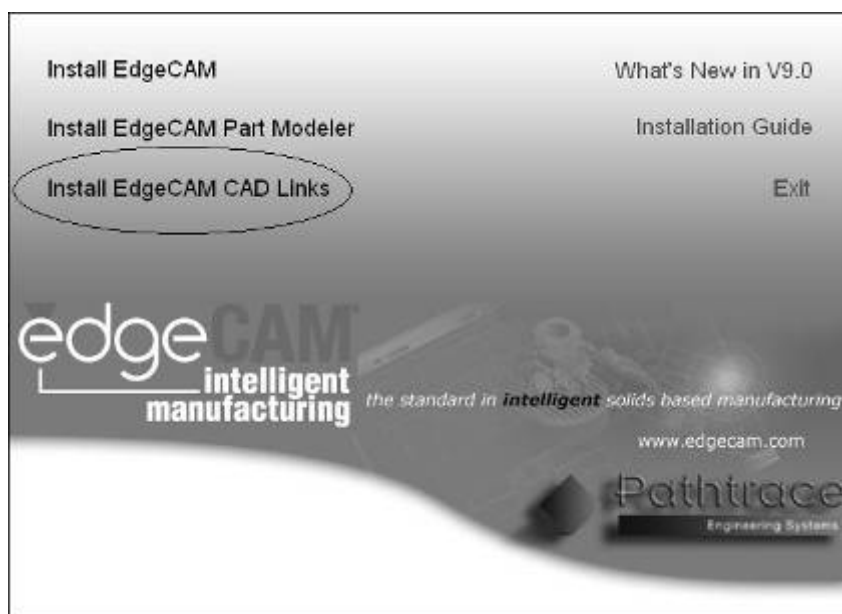 Install EdgeCAM
What's New in V9.0
Install EdgeCAM Part Modeler
Installation Guide
Install EdgeCAM CAD Links
Exit
edgeCAM
intelligent
manufacturing
the standard in intelligent solids based manufacturing
www.edgecam.com
Pathtrace
Engineering Systems